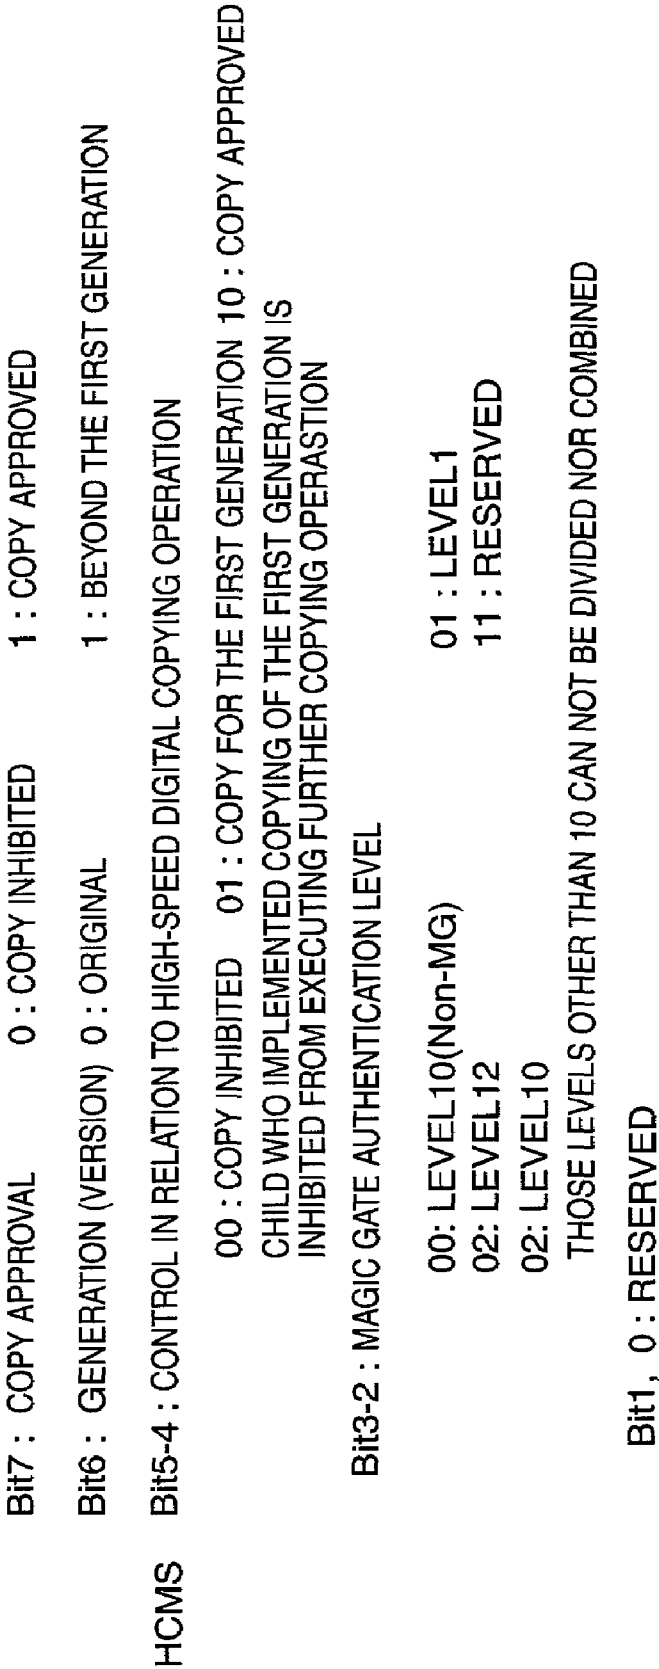 Bit7 : COPY APPROVAL 0 : COPY INHIBITED 1 : COPY APPROVED
Bit6 : GENERATION (VERSION) 0 : ORIGINAL 1 : BEYOND THE FIRST GENERATION
HCMS Bit5-4 : CONTROL IN RELATION TO HIGH-SPEED DIGITAL COPYING OPERATION
00 : COPY INHIBITED 01 : COPY FOR THE FIRST GENERATION 10 : COPY APPROVED
CHILD WHO IMPLEMENTED COPYING OF THE FIRST GENERATION IS
INHIBITED FROM EXECUTING FURTHER COPYING OPERASTION
Bit3-2 : MAGIC GATE AUTHENTICATION LEVEL
00: LEVEL10(Non-MG) 01 : LEVEL1
02: LEVEL12 11 : RESERVED
02: LEVEL10
THOSE LEVELS OTHER THAN 10 CAN NOT BE DIVIDED NOR COMBINED
Bit1, 0 : RESERVED